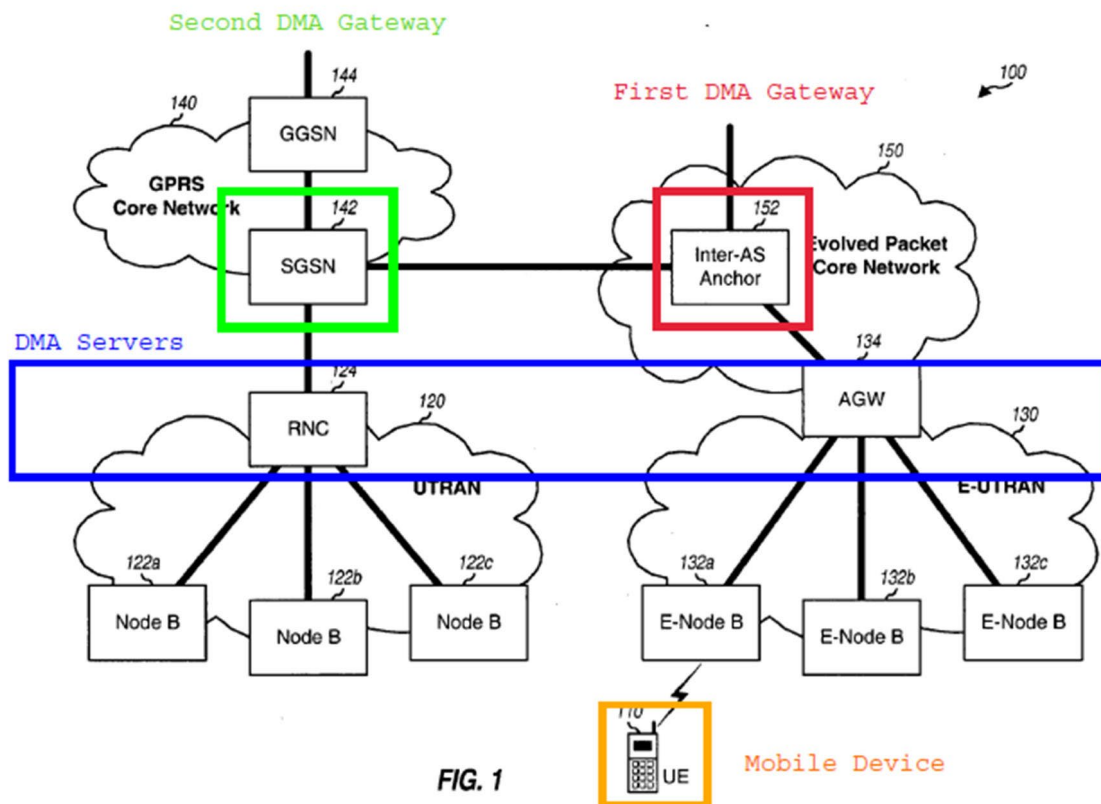 Second DMA Gateway
144
100
First DMA Gateway
140
GGSN
150
GPRS
Core Network
142
152
SGSN
Inter-AS
Anchor
Evolved Packet
Core Network
DMA Servers
134
124
AGW
RNC
120
130
UTRAN
E-UTRAN
122a
122b
122c
132a
132b
132c
Node B
Node B
Node B
E-Node B
E-Node B
E-Node B
110
UE
Mobile Device
FIG. 1